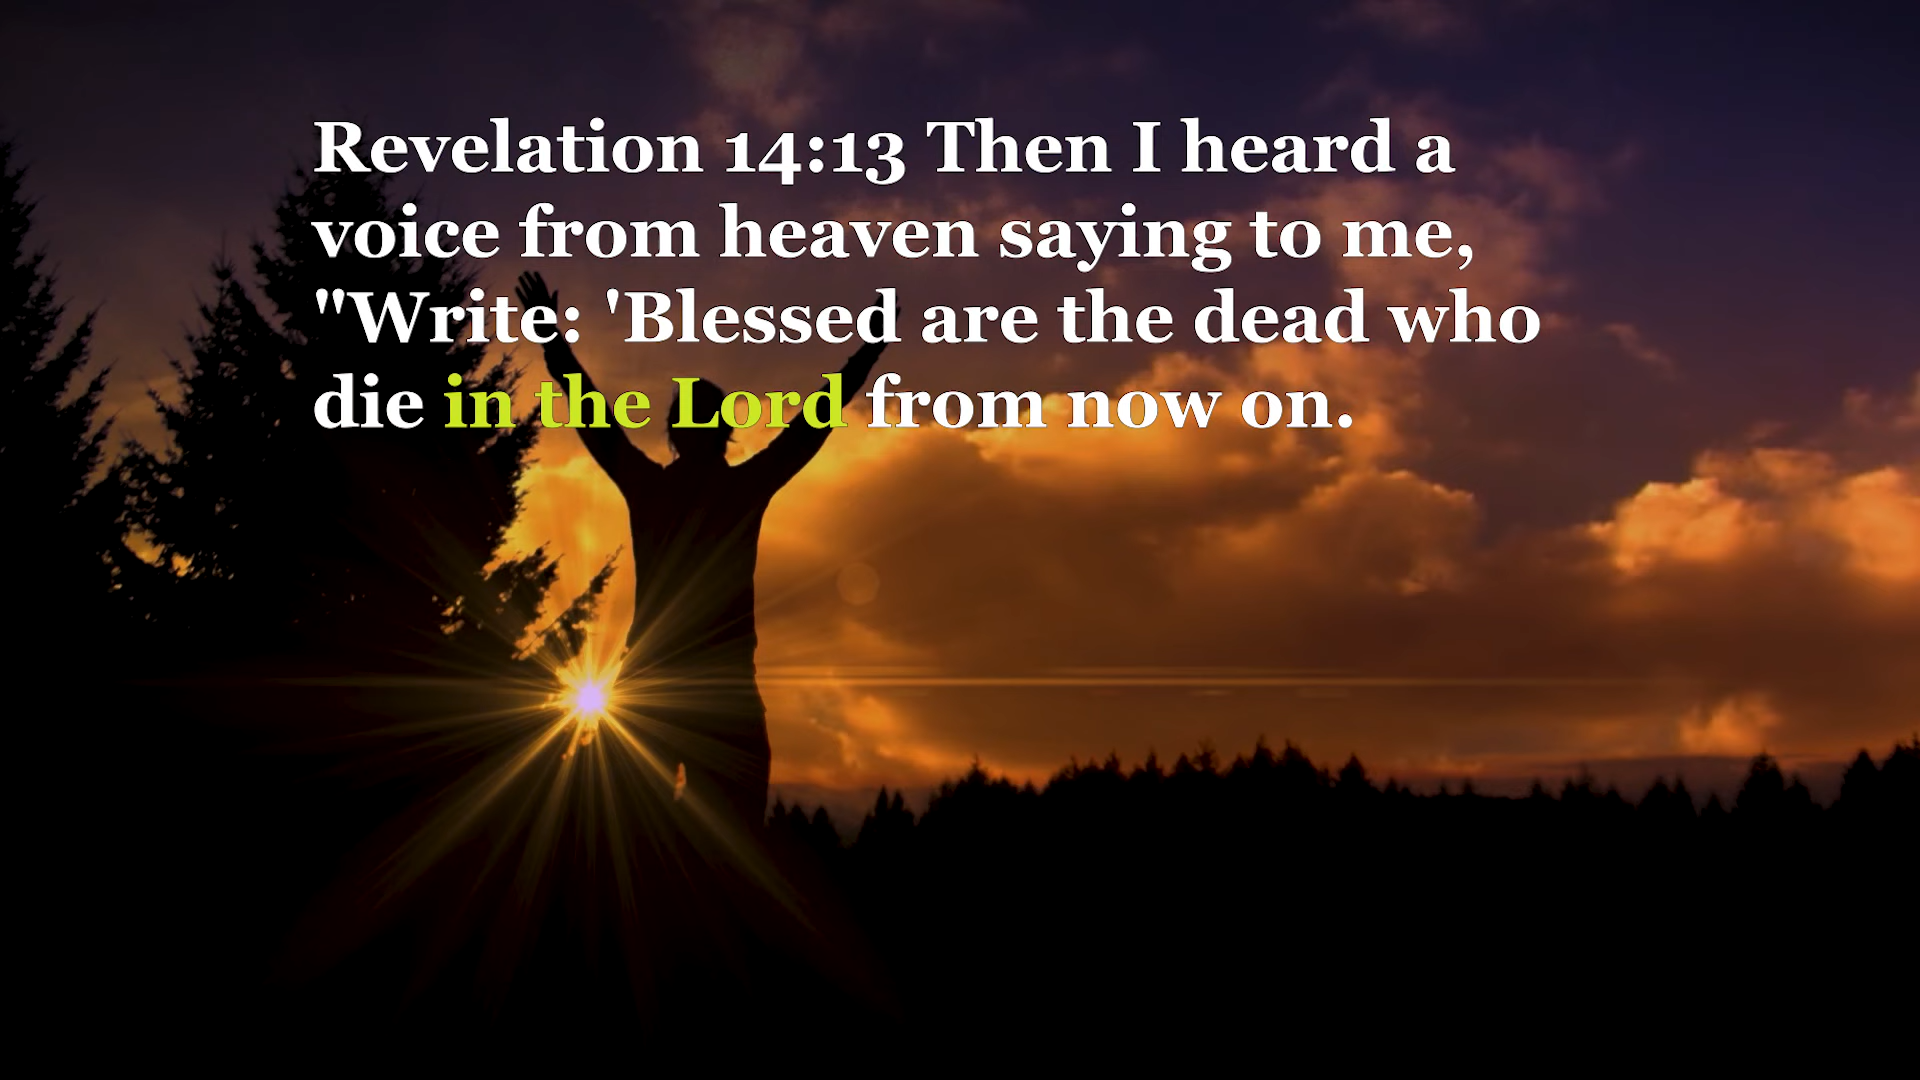 Revelation 14:13 Then I heard a
voice from heaven saying to me,
"Write: 'Blessed are the dead who
die in the Lord from now on.